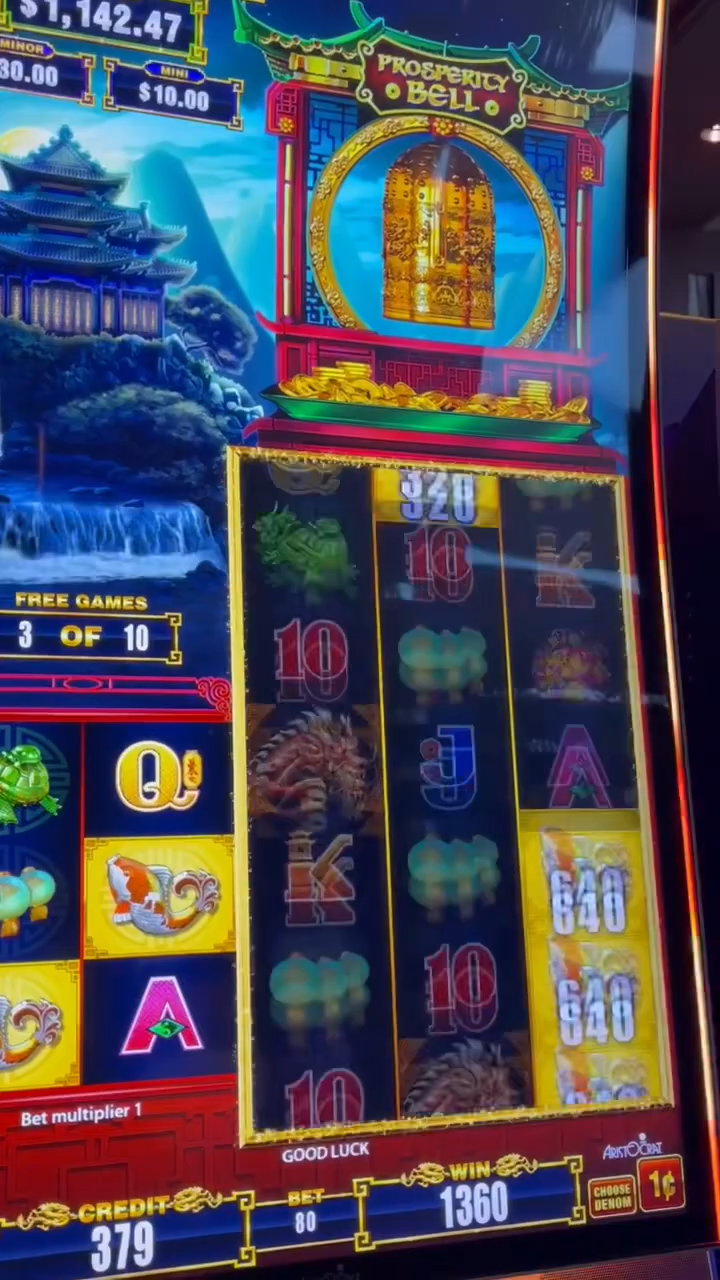 $1,142.47
MINOR
30.00
MINI
$10.00
PROSPERITY
BELL
320
10
K
FREE GAMES
3 OF 10
10
J
A
Q
K
640
10
640
A
10
Bet multiplier 1
GOOD LUCK
ARISTOCRAT
CREDIT
379
BET
80
WIN
1360
CHOOSE
DENOM
1¢